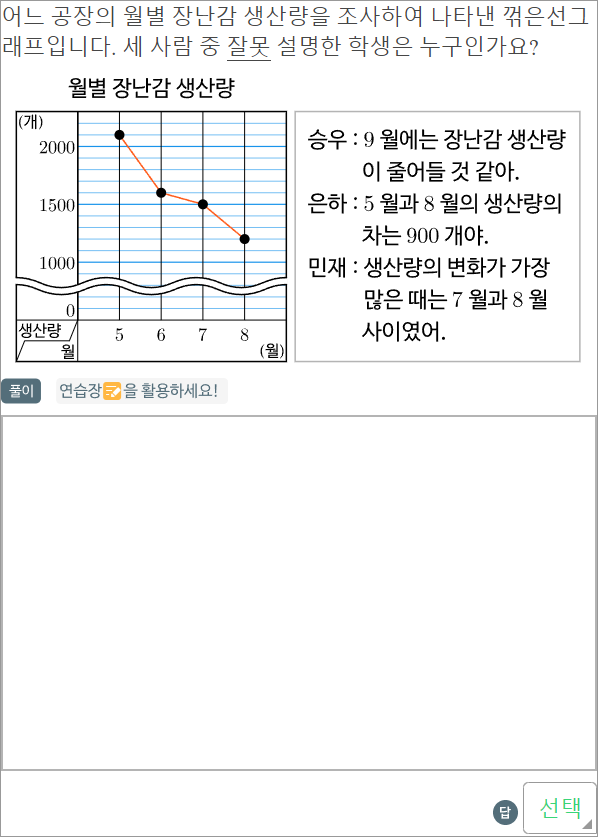 어느 공장의 월별 장난감 생산량을 조사하여 나타낸 꺾은선그
래프입니다. 세 사람 중 잘못 설명한 학생은 누구인가요?
월별 장난감 생산량
(개)
2000
1500
1000
0
생산량
월
5 6 7 8
(월)
승우 : 9 월에는 장난감 생산량
이 줄어들 것 같아.
은하 : 5 월과 8 월의 생산량의
차는 900 개야.
민재 : 생산량의 변화가 가장
많은 때는 7 월과 8 월
사이였어.
풀이
연습장을 활용하세요!
답
선택